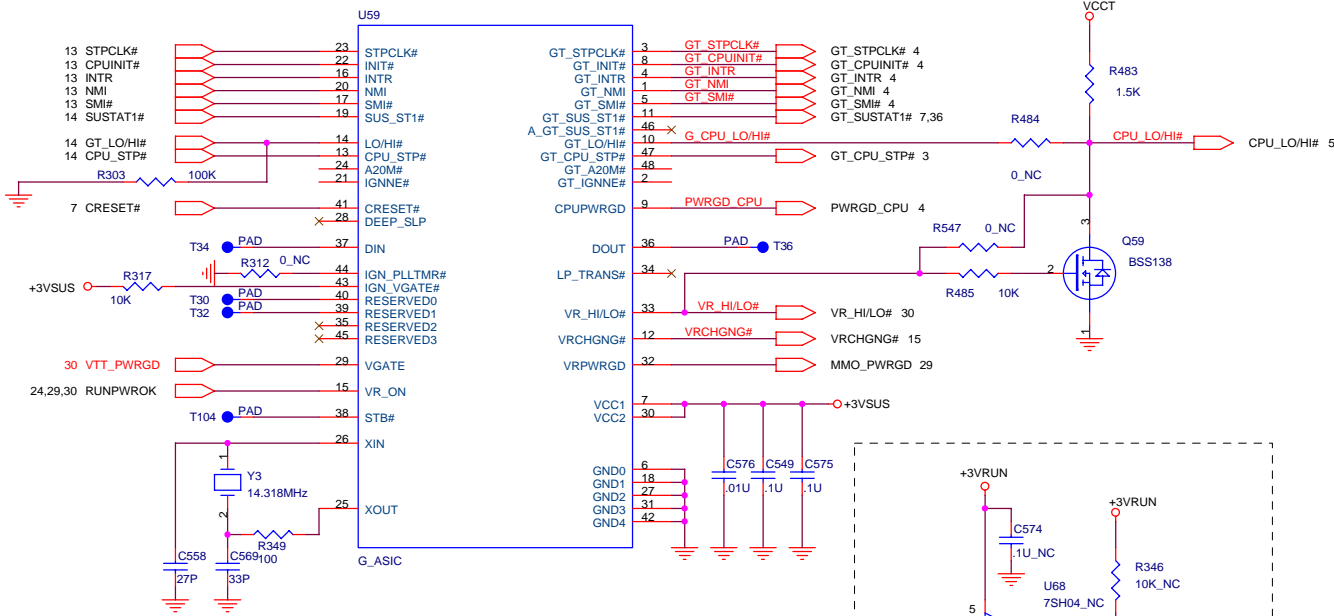 U59
VCCT
13 STPCLK# 23 STPCLK# GT_STPCLK# 3 GT_STPCLK# GT_STPCLK# 4
13 CPUINIT# 22 INIT# GT_INIT# 8 GT_CPUINIT# GT_CPUINIT# 4
13 INTR 16 INTR GT_INTR 4 GT_INTR GT_INTR 4
13 NMI 20 NMI GT_NMI 1 GT_NMI GT_NMI 4
13 SMI# 17 SMI# GT_SMI# 5 GT_SMI# GT_SMI# 4
14 SUSTAT1# 19 SUS_ST1# GT_SUS_ST1# 11 GT_SUSTAT1# 7,36
A_GT_SUS_ST1# 46
R483
1.5K
R484
0_NC
14 GT_LO/HI# 14 LO/HI# GT_LO/HI# 10 G_CPU_LO/HI# CPU_LO/HI# CPU_LO/HI# 5
14 CPU_STP# 13 CPU_STP# GT_CPU_STP# 47 GT_CPU_STP# 3
24 A20M# GT_A20M# 48
R303 100K 21 IGNNE# GT_IGNNE# 2
7 CRESET# 41 CRESET# CPUPWRGD 9 PWRGD_CPU PWRGD_CPU 4
28 DEEP_SLP
R547 0_NC
T34 PAD 37 DIN DOUT 36 PAD T36
Q59
BSS138
3
2
1
R312 0_NC 44 IGN_PLLTMR# LP_TRANS# 34
+3VSUS R317 10K 43 IGN_VGATE#
R485 10K
T30 PAD 40 RESERVED0
T32 PAD 39 RESERVED1 VR_HI/LO# 33 VR_HI/LO# VR_HI/LO# 30
35 RESERVED2
45 RESERVED3 VRCHGNG# 12 VRCHGNG# VRCHGNG# 15
30 VTT_PWRGD 29 VGATE VRPWRGD 32 MMO_PWRGD 29
24,29,30 RUNPWROK 15 VR_ON
VCC1 7 +3VSUS
T104 PAD 38 STB# VCC2 30
26 XIN
1
Y3
14.318MHz
2
C576 C549 C575
.01U .1U .1U
GND0 6
GND1 18
GND2 27
GND3 31
GND4 42
25 XOUT
R349
100
C558
27P
C569
33P
G_ASIC
+3VRUN
+3VRUN
C574
.1U_NC
R346
10K_NC
U68
7SH04_NC
5